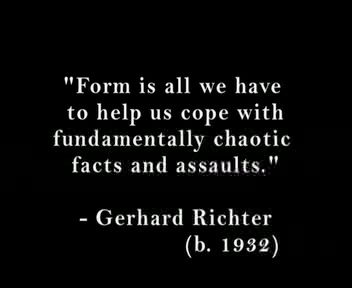 "Form is all we have
to help us cope with
fundamentally chaotic
facts and assaults."
- Gerhard Richter
(b. 1932)